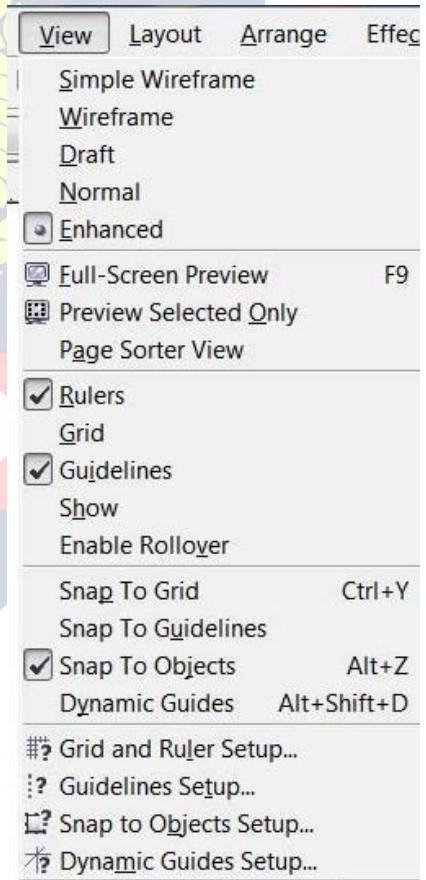 View Layout Arrange Effec
Simple Wireframe
Wireframe
Draft
Normal
Enhanced
Full-Screen Preview F9
Preview Selected Only
Page Sorter View
Rulers
Grid
Guidelines
Show
Enable Rollover
Snap To Grid Ctrl+Y
Snap To Guidelines
Snap To Objects Alt+Z
Dynamic Guides Alt+Shift+D
Grid and Ruler Setup...
Guidelines Setup...
Snap to Objects Setup...
Dynamic Guides Setup...